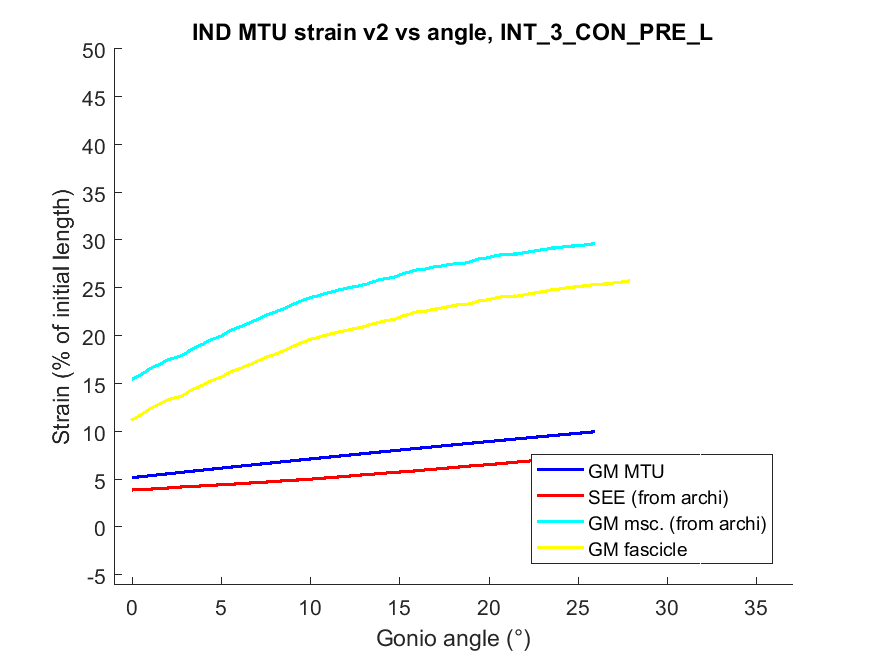 IND MTU strain v2 vs angle, INT_3_CON_PRE_L
50
45
40
35
30
25
20
15
10
5
0
-5
Strain (% of initial length)
GM MTU
SEE (from archi)
GM msc. (from archi)
GM fascicle
0 5 10 15 20 25 30 35
Gonio angle (°)